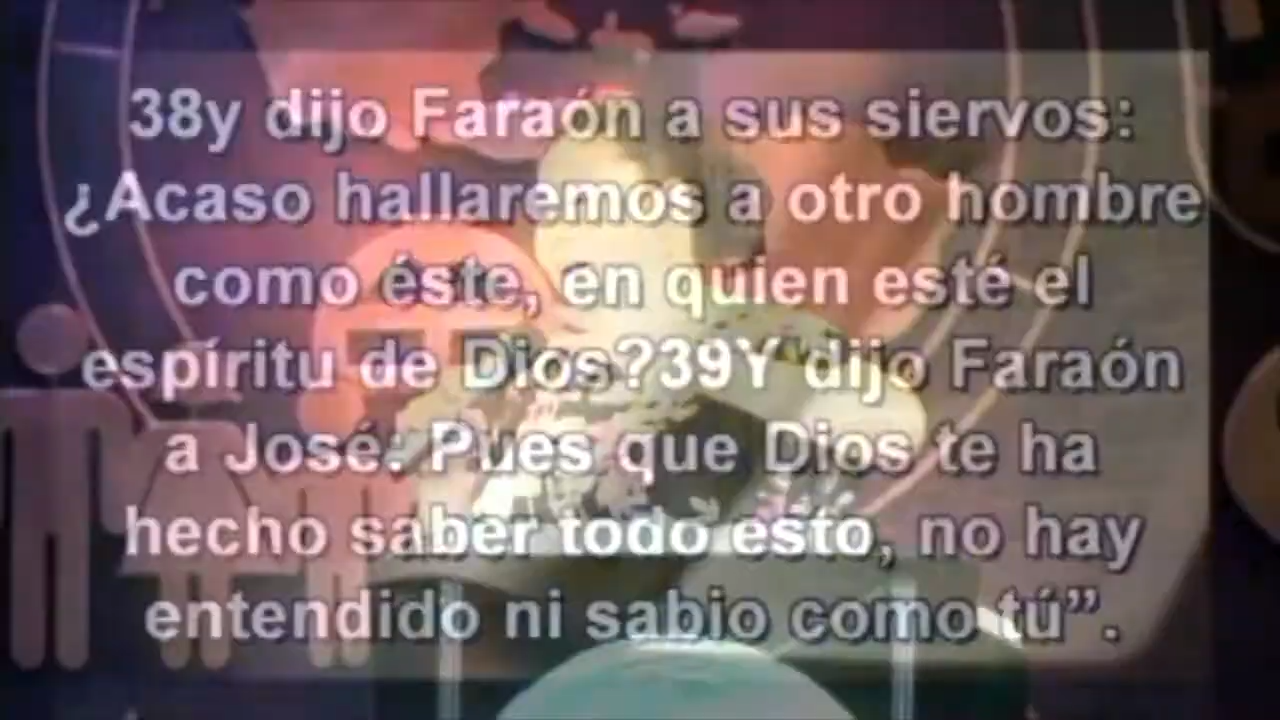 38y dijo Faraón a sus siervos:
¿Acaso hallaremos a otro hombre
como éste, en quien esté el
espíritu de Dios?39Y dijo Faraón
a José: Pues que Dios te ha
hecho saber todo esto, no hay
entendido ni sabio como tú”.